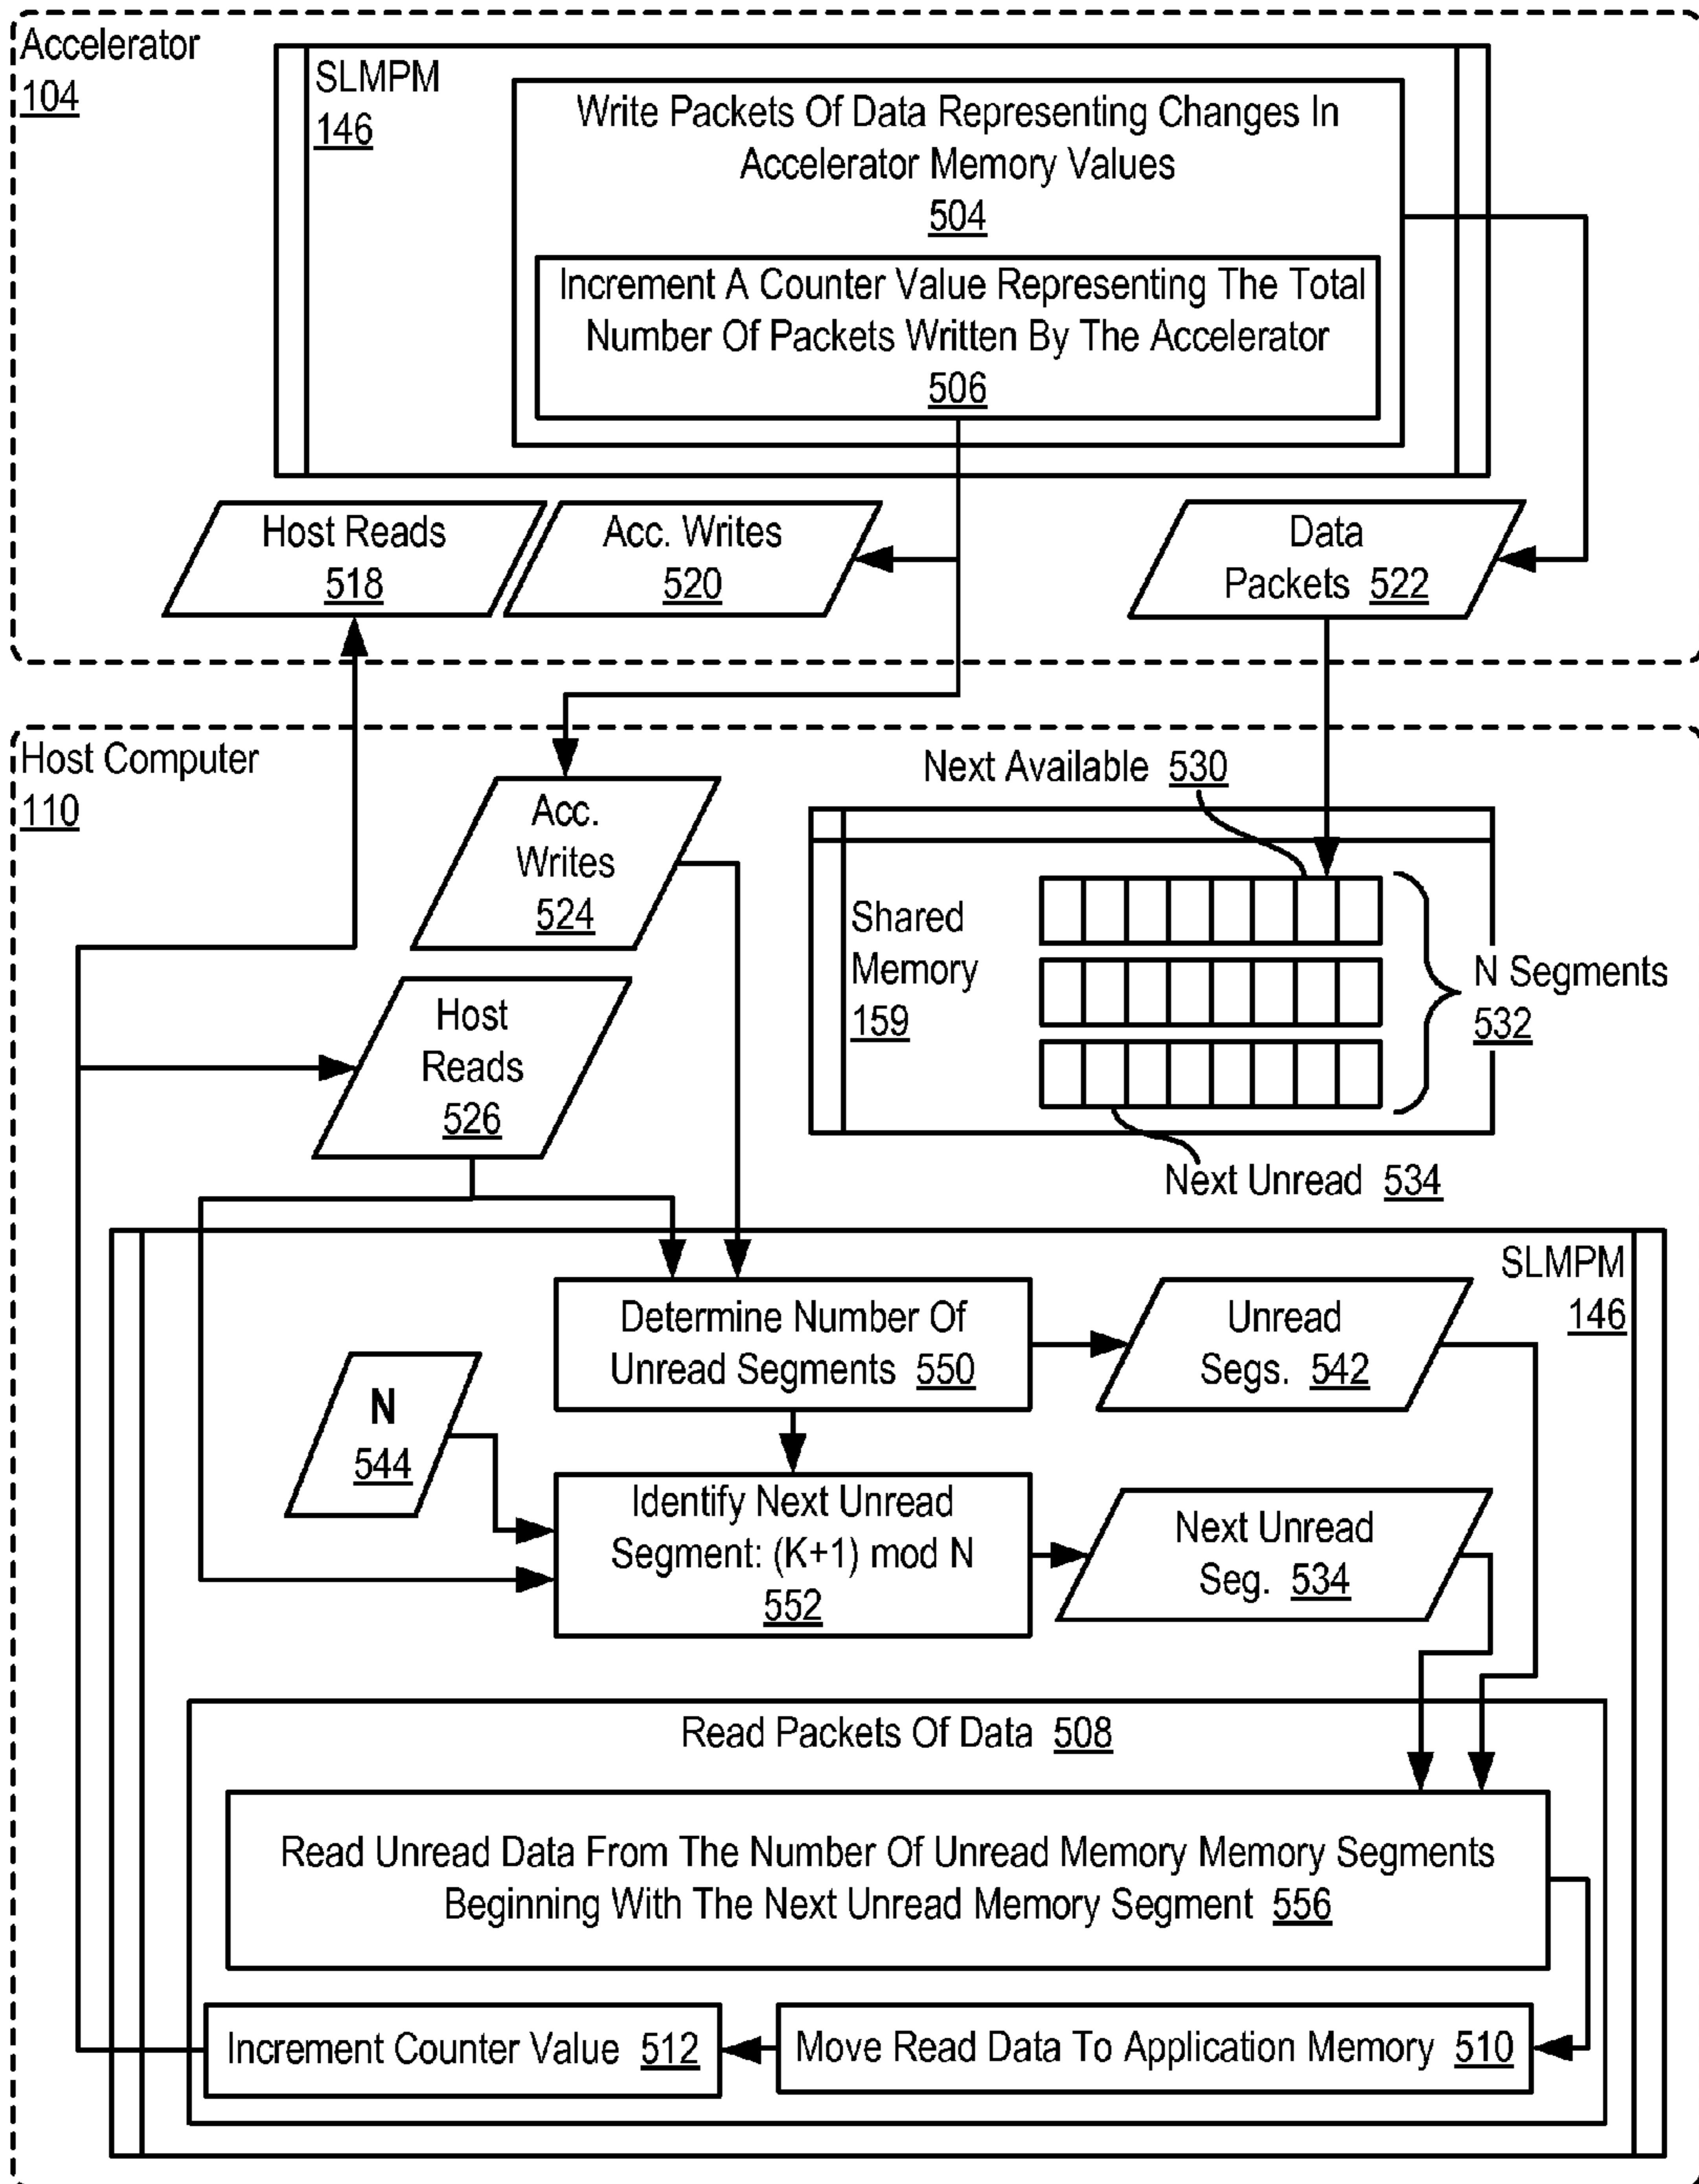 Accelerator
104
SLMPM
146
Write Packets Of Data Representing Changes In
Accelerator Memory Values
504
Increment A Counter Value Representing The Total
Number Of Packets Written By The Accelerator
506
Host Reads
518
Acc. Writes
520
Data
Packets 522
Host Computer
110
Acc.
Writes
524
Next Available 530
Shared
Memory
159
N Segments
532
Host
Reads
526
Next Unread 534
SLMPM
146
Determine Number Of
Unread Segments 550
Unread
Segs. 542
N
544
Identify Next Unread
Segment: (K+1) mod N
552
Next Unread
Seg. 534
Read Packets Of Data 508
Read Unread Data From The Number Of Unread Memory Memory Segments
Beginning With The Next Unread Memory Segment 556
Increment Counter Value 512
Move Read Data To Application Memory 510